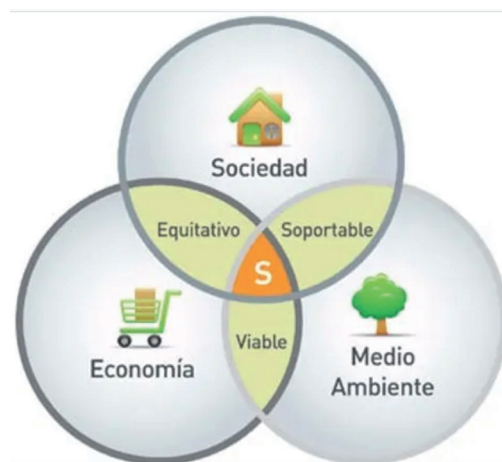 Sociedad
Equitativo
Soportable
S
Viable
Economía
Medio
Ambiente